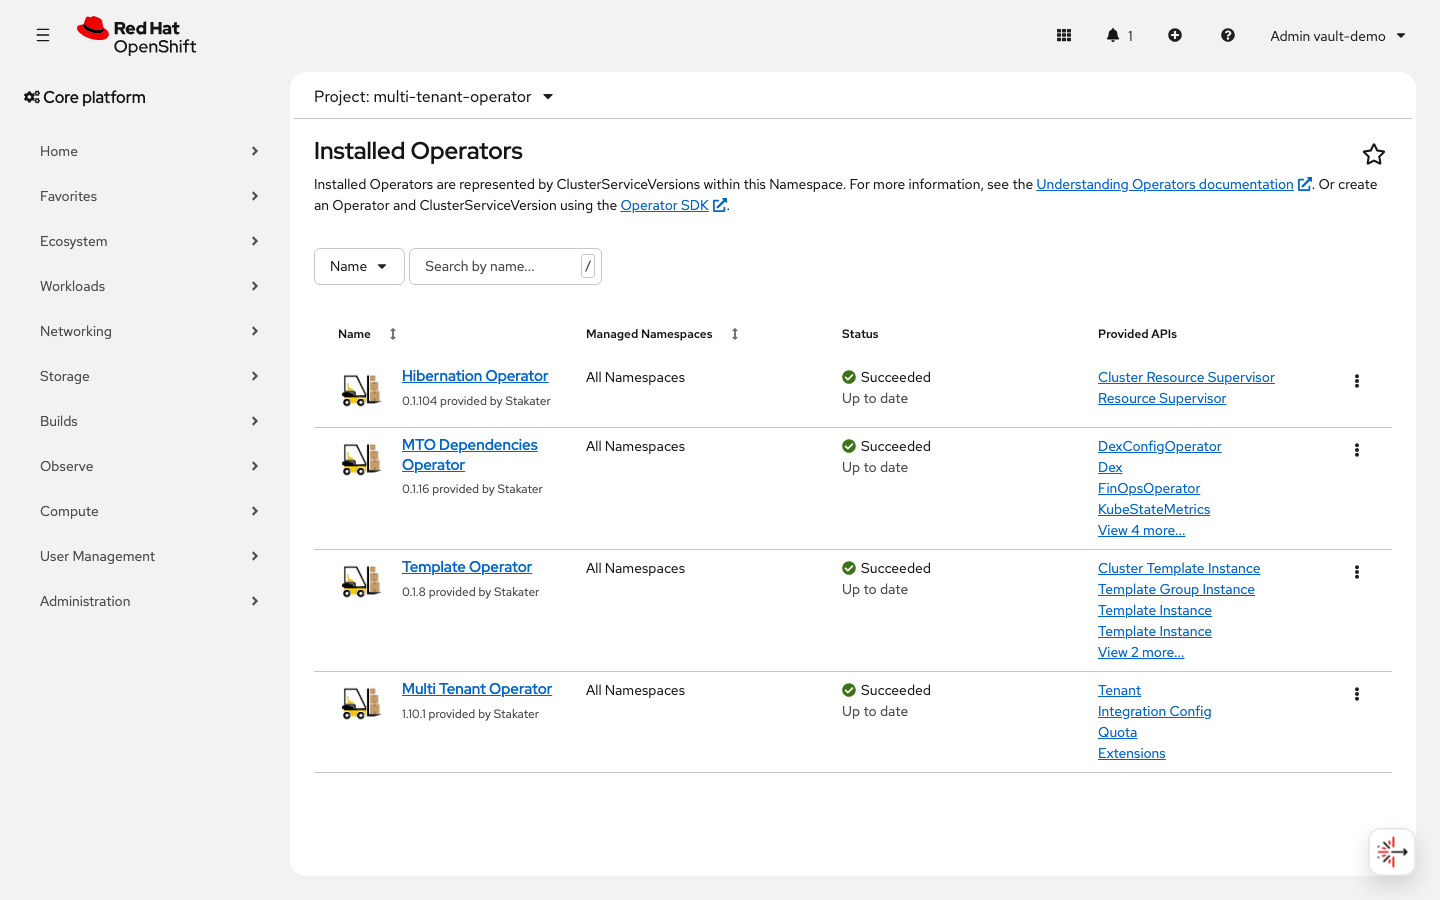 Red Hat
OpenShift
1
Admin vault-demo
Core platform
Home
Favorites
Ecosystem
Workloads
Networking
Storage
Builds
Observe
Compute
User Management
Administration
Project: multi-tenant-operator
Installed Operators
Installed Operators are represented by ClusterServiceVersions within this Namespace. For more information, see the Understanding Operators documentation. Or create
an Operator and ClusterServiceVersion using the Operator SDK.
Name
Search by name...
/
Name Managed Namespaces Status Provided APIs
Hibernation Operator
0.1.104 provided by Stakater
All Namespaces
Succeeded
Up to date
Cluster Resource Supervisor
Resource Supervisor
MTO Dependencies
Operator
0.1.16 provided by Stakater
All Namespaces
Succeeded
Up to date
DexConfigOperator
Dex
FinOpsOperator
KubeStateMetrics
View 4 more...
Template Operator
0.1.8 provided by Stakater
All Namespaces
Succeeded
Up to date
Cluster Template Instance
Template Group Instance
Template Instance
Template Instance
View 2 more...
Multi Tenant Operator
1.10.1 provided by Stakater
All Namespaces
Succeeded
Up to date
Tenant
Integration Config
Quota
Extensions